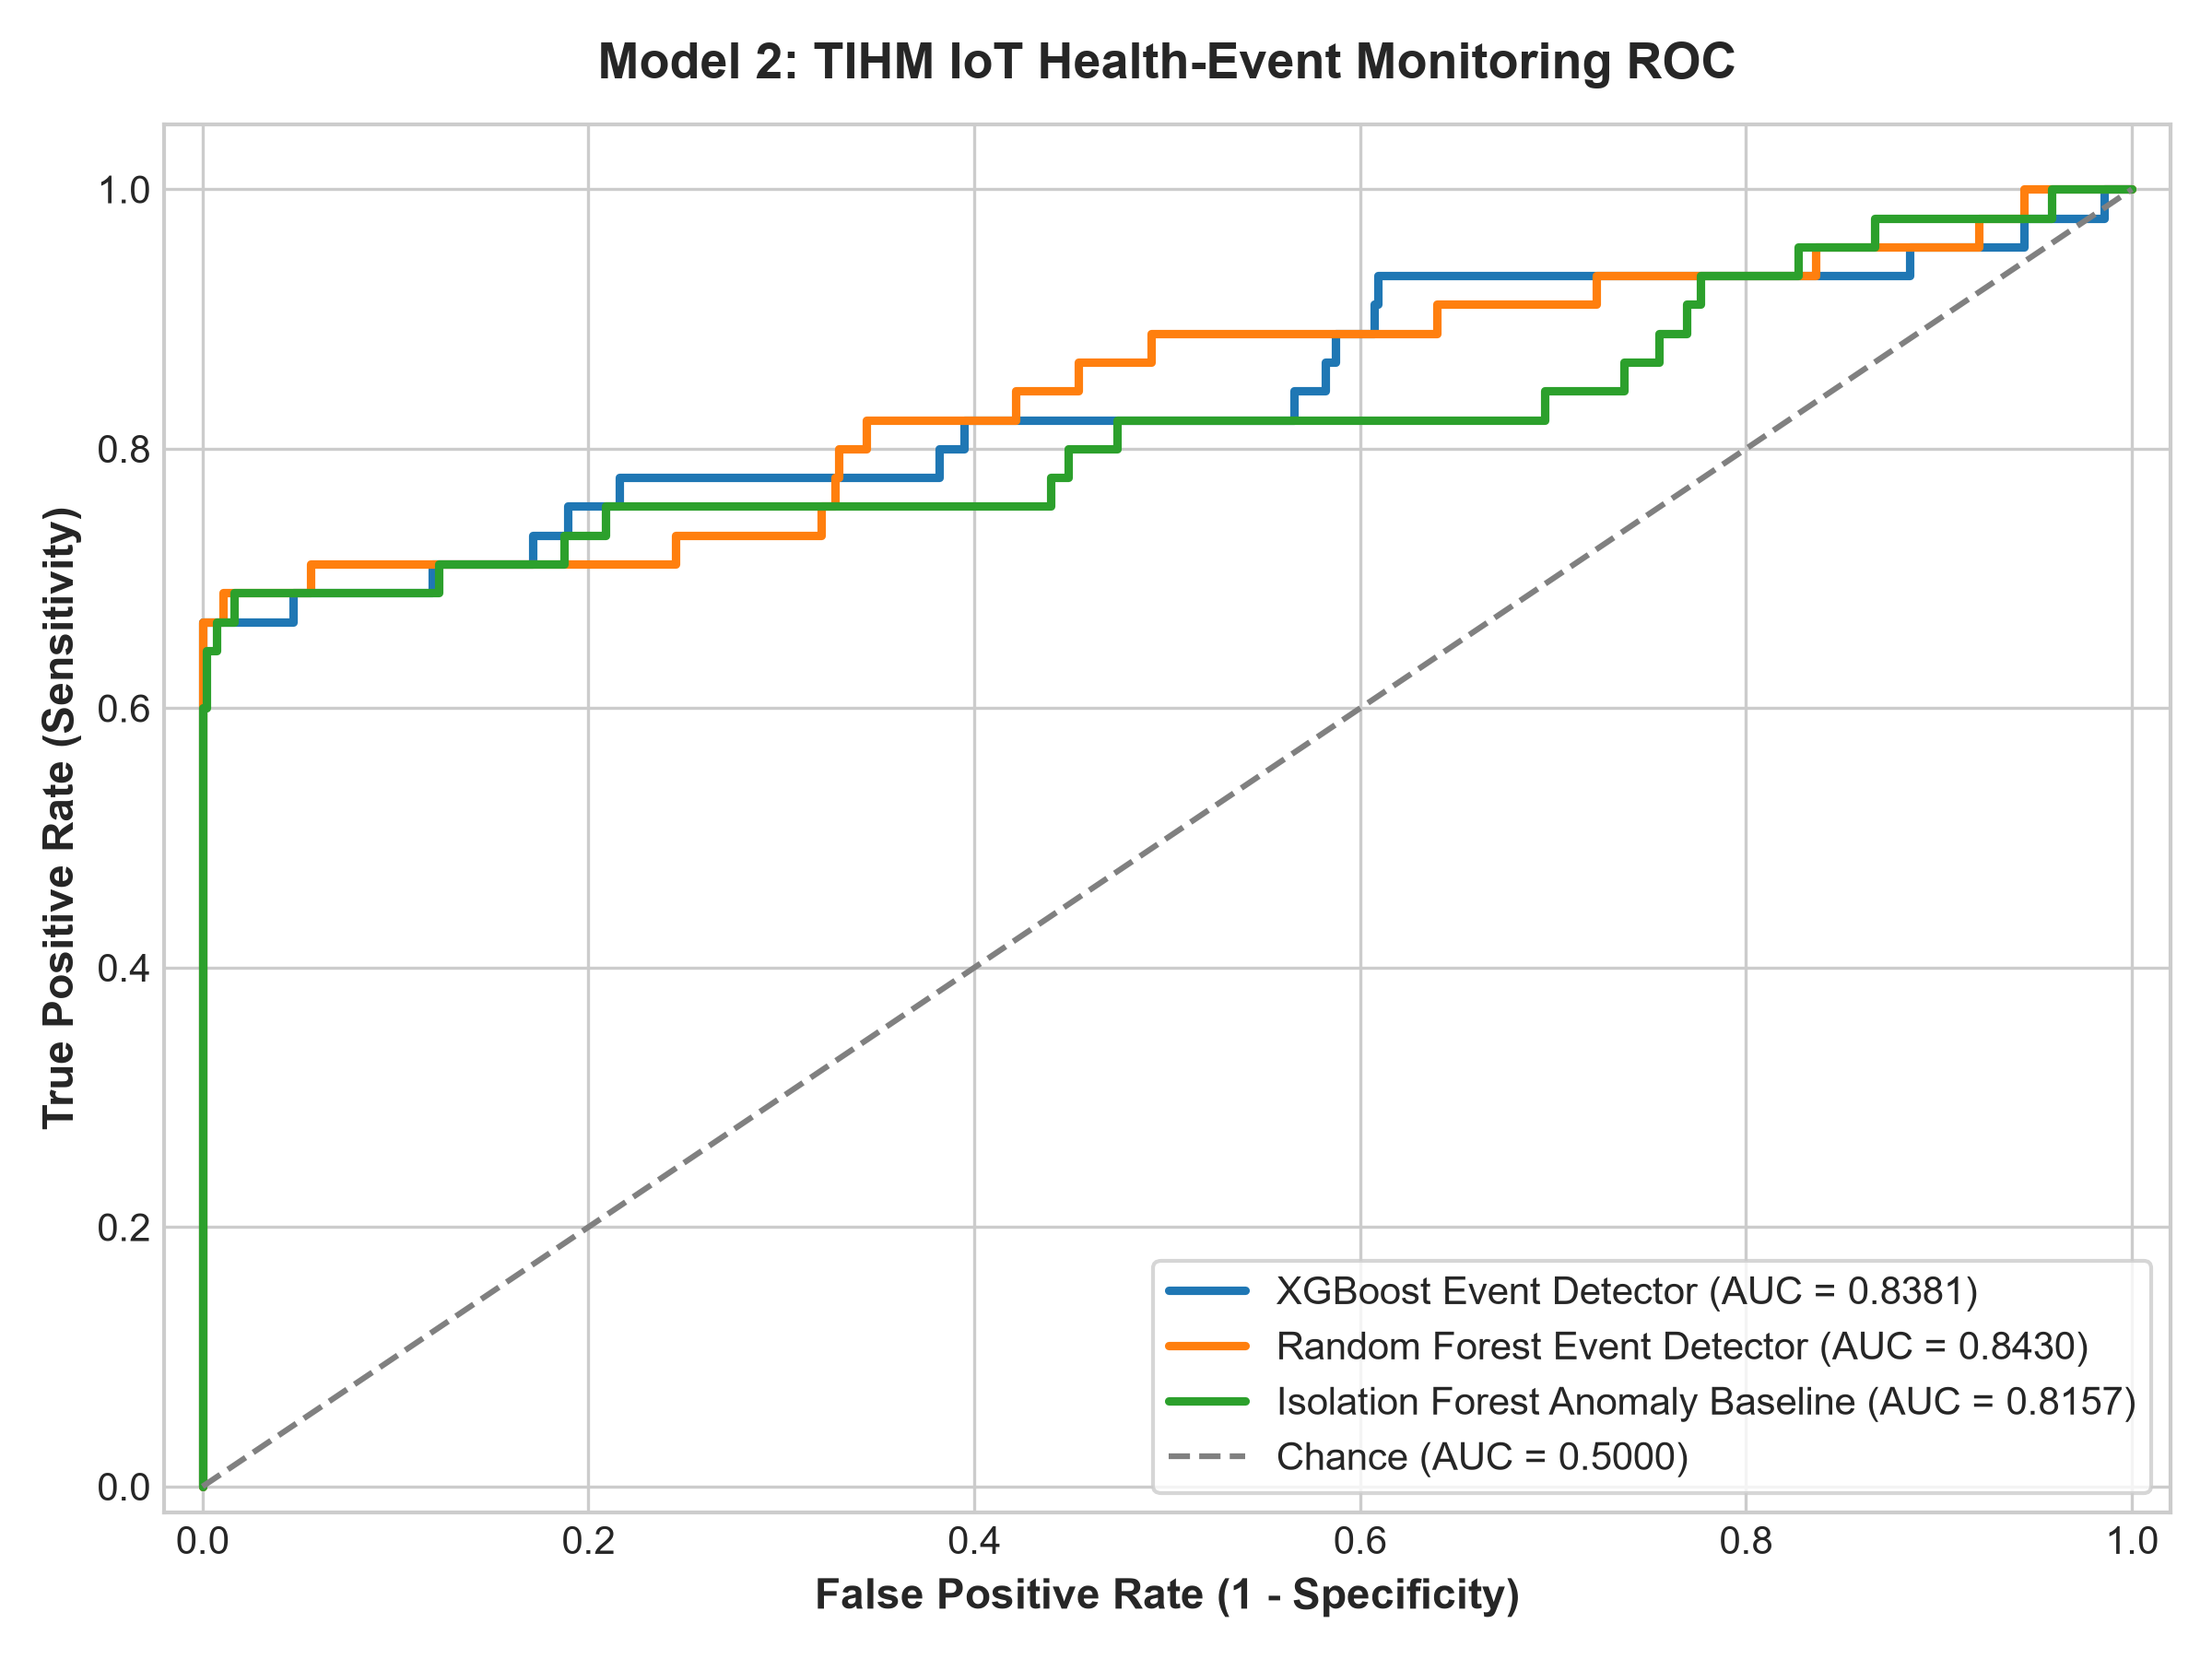 Model 2: TIHM IoT Health-Event Monitoring ROC
True Positive Rate (Sensitivity)
1.0
0.8
0.6
0.4
0.2
0.0
XGBoost Event Detector (AUC = 0.8381)
Random Forest Event Detector (AUC = 0.8430)
Isolation Forest Anomaly Baseline (AUC = 0.8157)
Chance (AUC = 0.5000)
0.0 0.2 0.4 0.6 0.8 1.0
False Positive Rate (1 - Specificity)